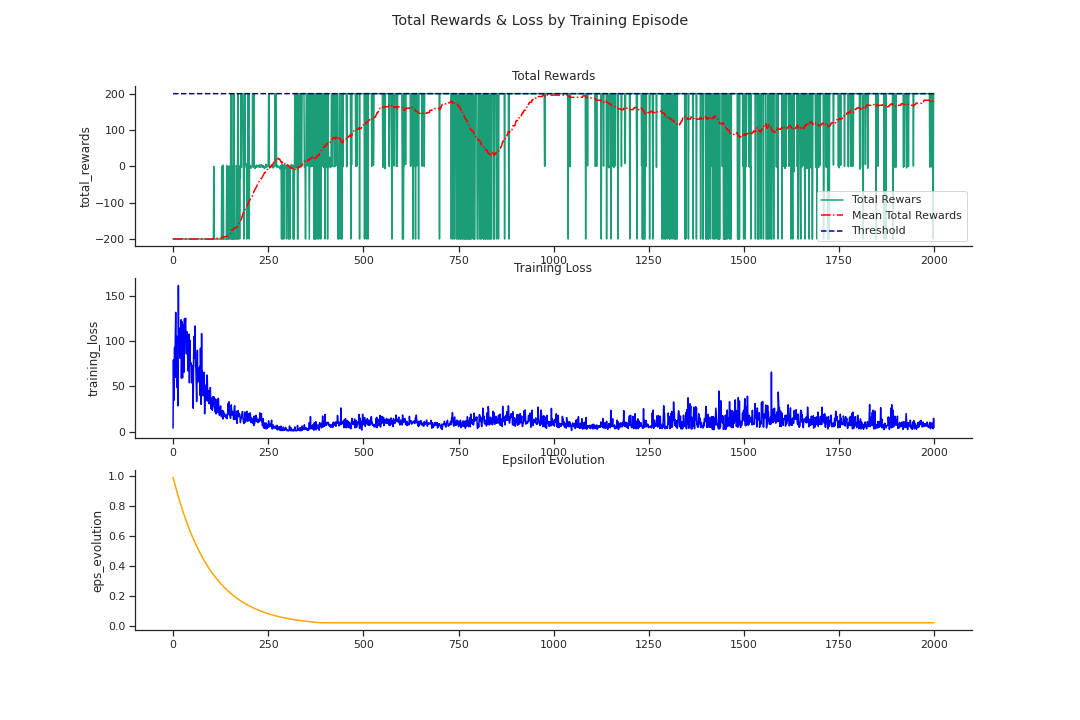 Total Rewards & Loss by Training Episode
Total Rewards
200
100
0
−100
−200
total_rewards
Total Rewars
Mean Total Rewards
Threshold
0 250 500 750 1000 1250 1500 1750 2000
Training Loss
150
100
50
0
training_loss
0 250 500 750 1000 1250 1500 1750 2000
Epsilon Evolution
1.0
0.8
0.6
0.4
0.2
0.0
eps_evolution
0 250 500 750 1000 1250 1500 1750 2000